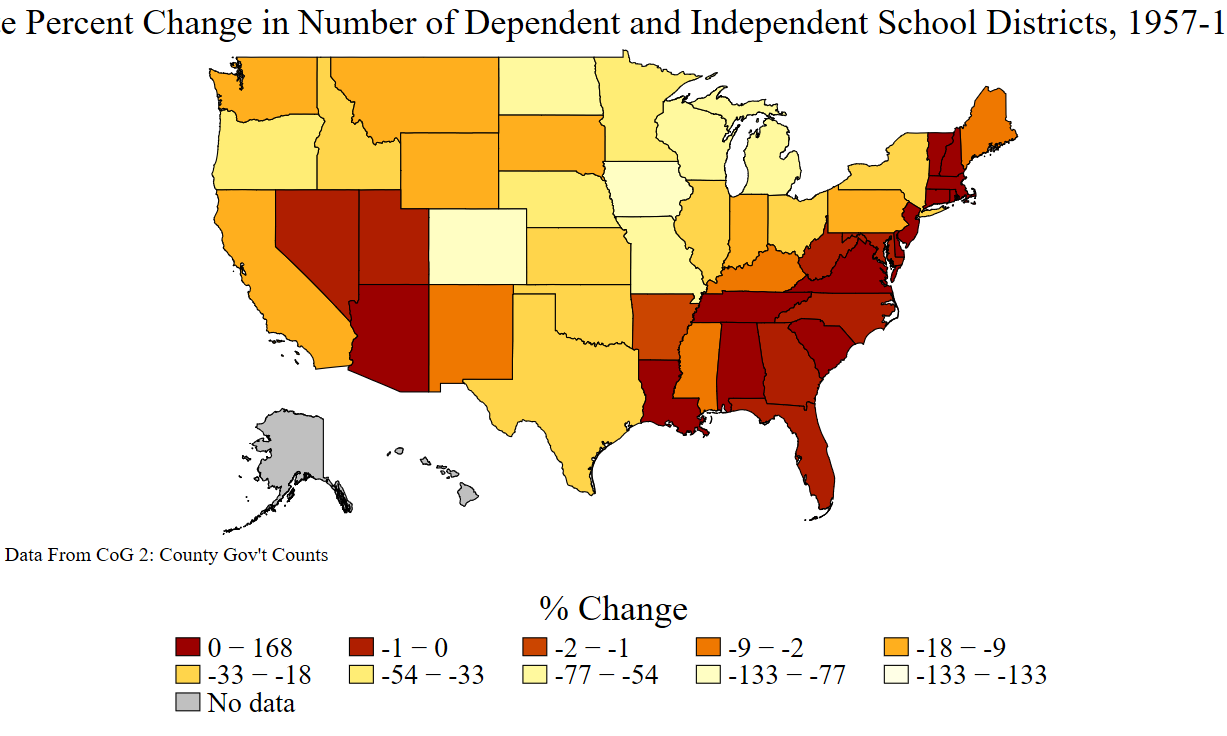 e Percent Change in Number of Dependent and Independent School Districts, 1957-1
Data From CoG 2: County Gov't Counts
% Change
0 − 168 -1 − 0 -2 − -1 -9 − -2 -18 − -9
-33 − -18 -54 − -33 -77 − -54 -133 − -77 -133 − -133
No data